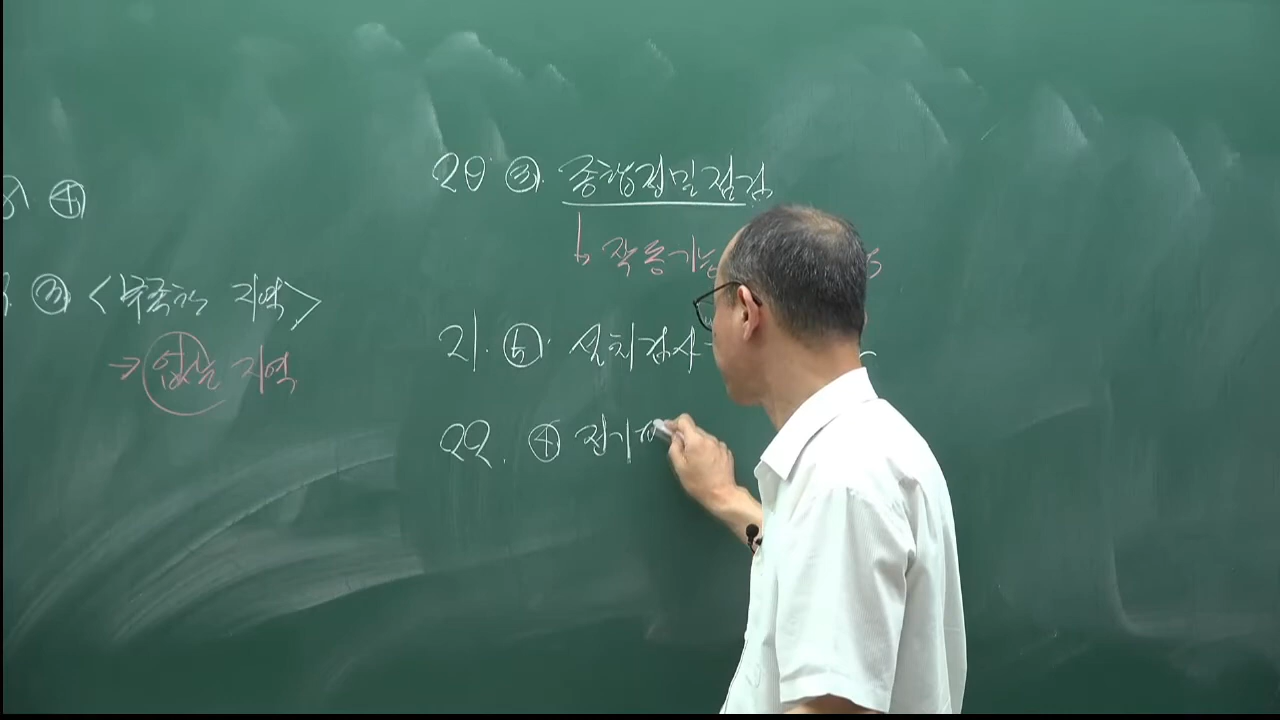 ④
③ <부족한 지역>
→ 없는 지역
20 ③. 종합정밀점검
↳ 작동기능
21. ⑤. 설치검사
22. ④ 전기